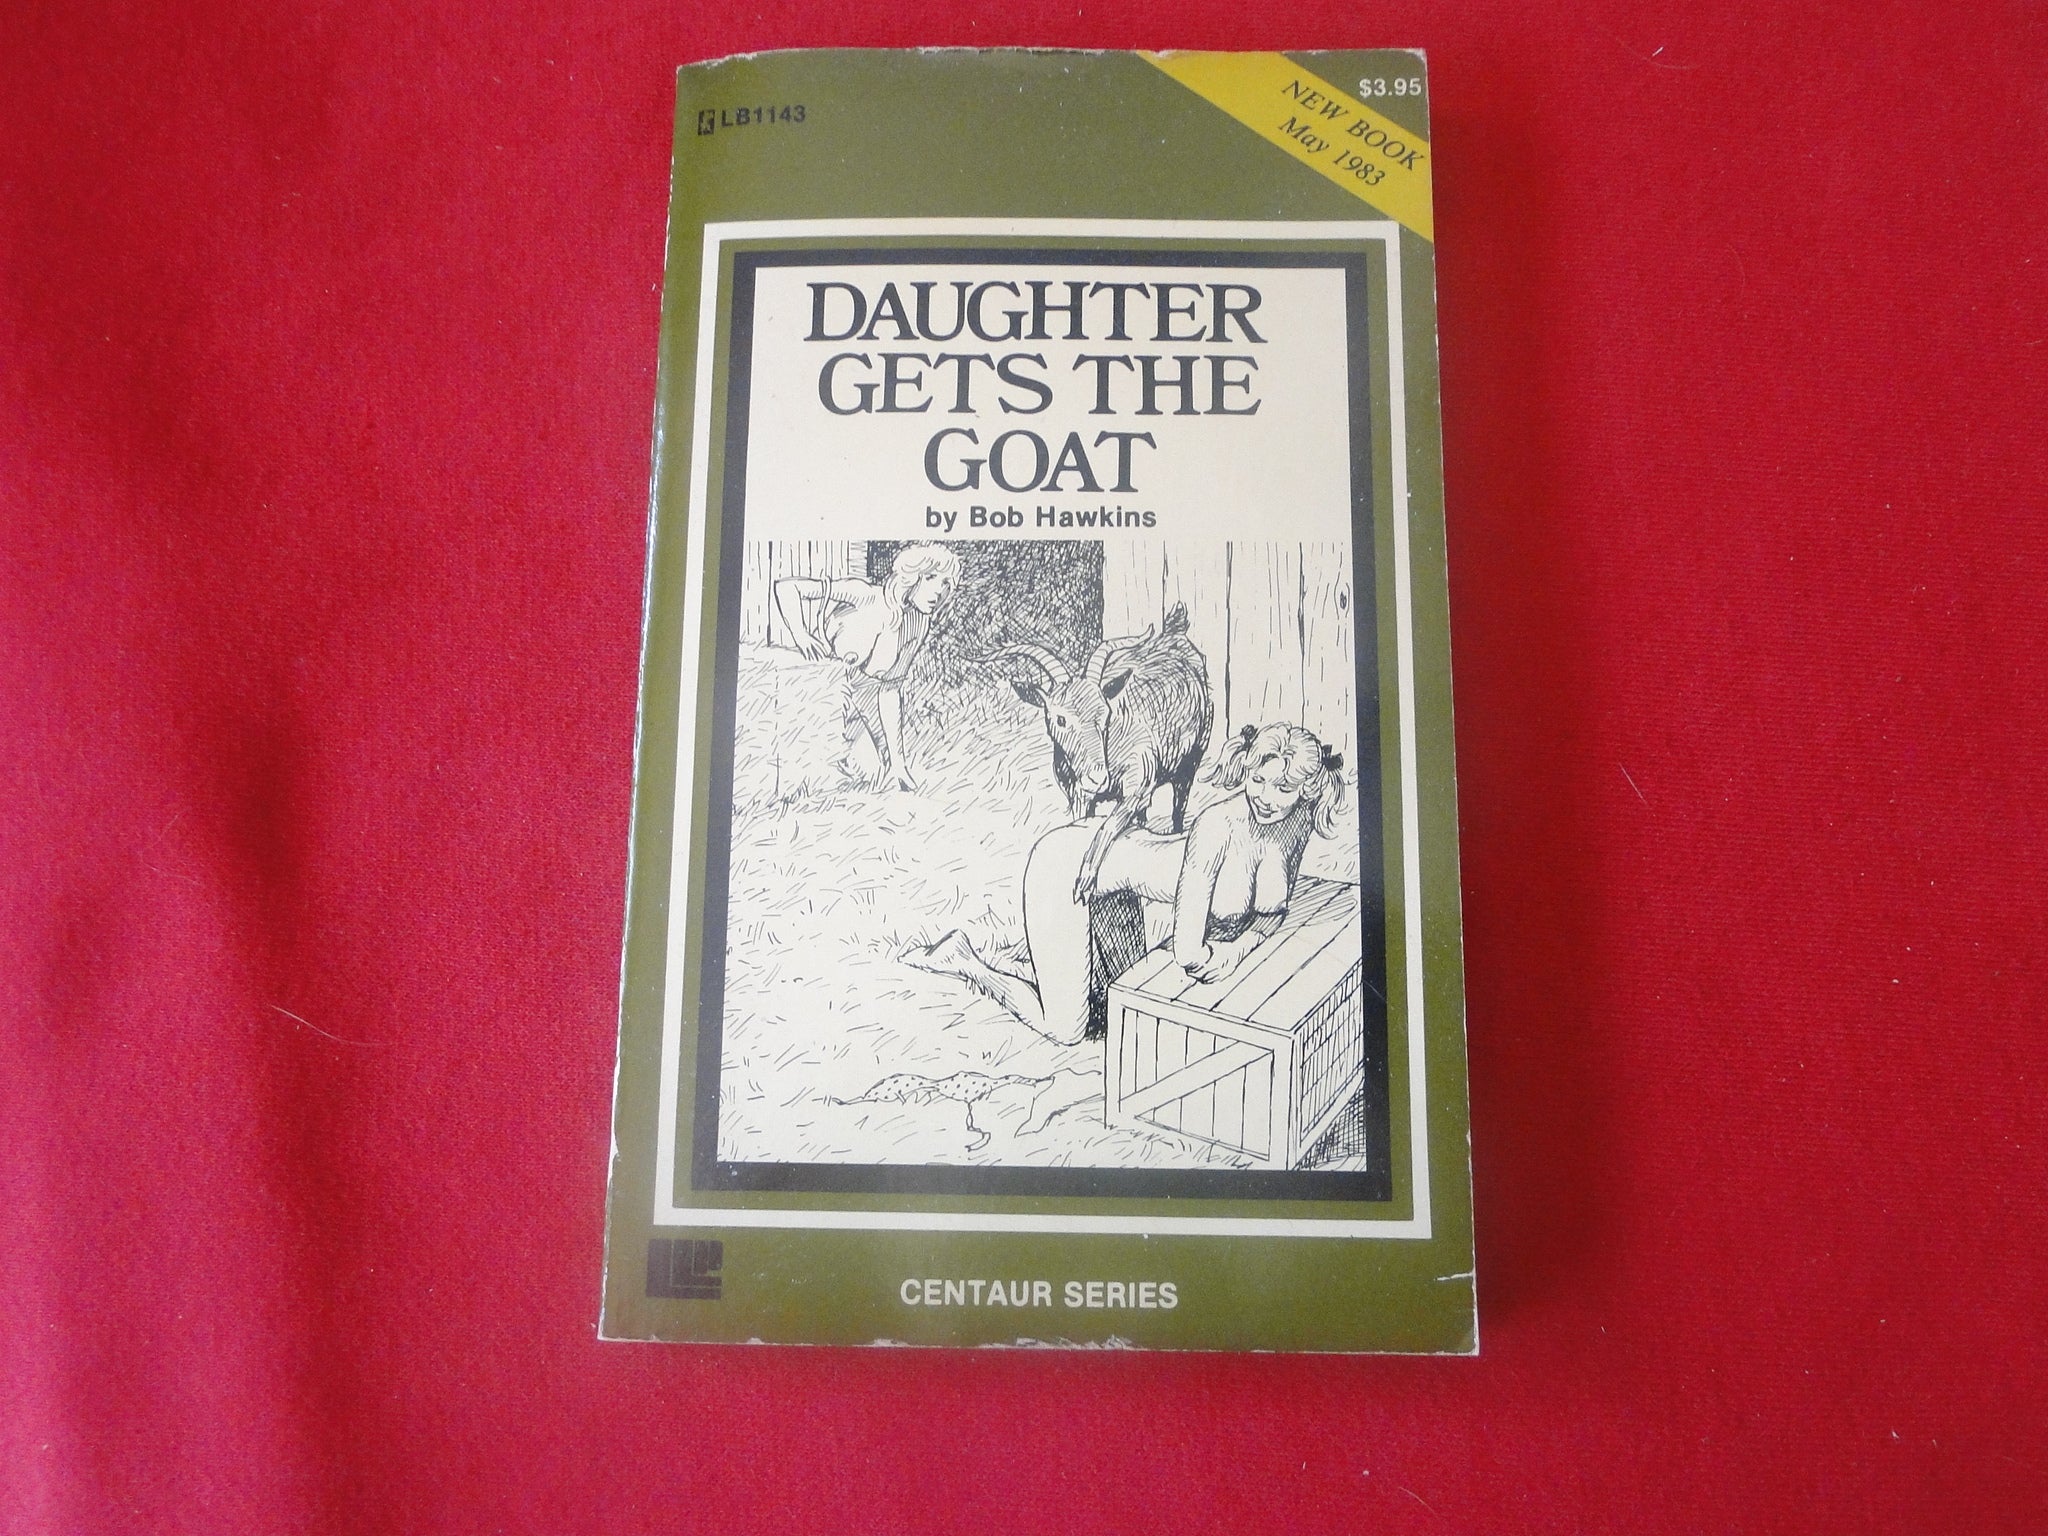 LB1143
$3.95
NEW BOOK
May 1983
DAUGHTER
GETS THE
GOAT
by Bob Hawkins
CENTAUR SERIES